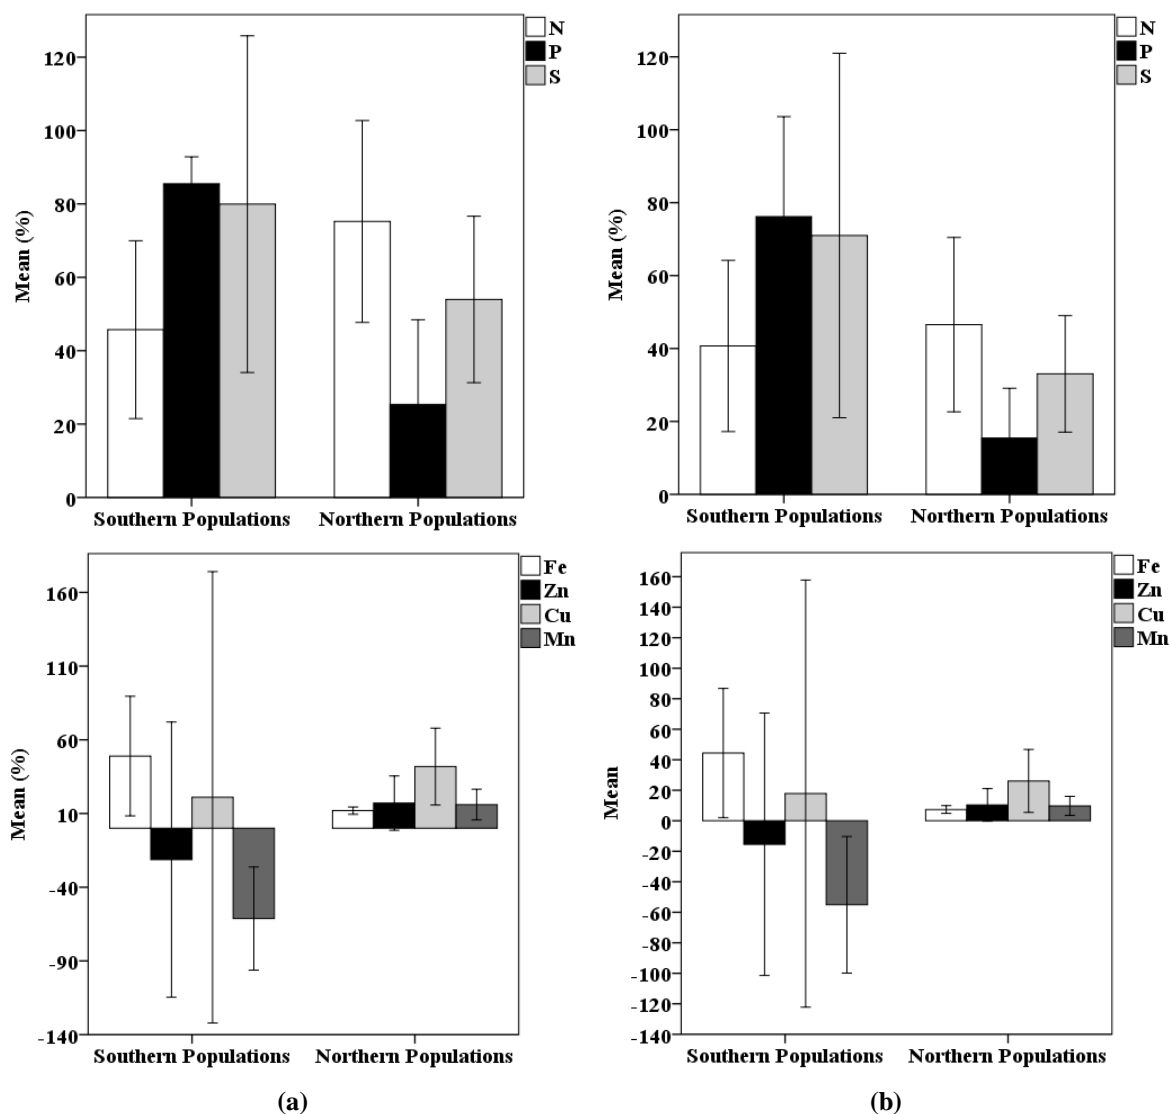 N
P
S
120
100
80
60
40
20
0
Mean (%)
Southern Populations
Northern Populations
N
P
S
120
100
80
60
40
20
0
Mean (%)
Southern Populations
Northern Populations
Fe
Zn
Cu
Mn
160
110
60
10
-40
-90
-140
Mean (%)
Southern Populations
Northern Populations
Fe
Zn
Cu
Mn
160
140
120
100
80
60
40
20
0
-20
-40
-60
-80
-100
-120
-140
Mean
Southern Populations
Northern Populations
(a)
(b)